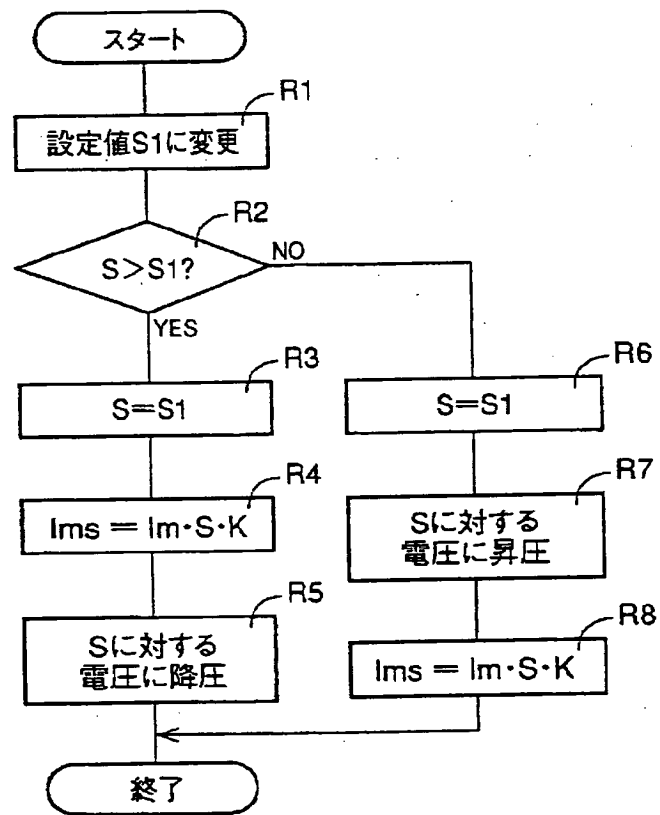 スタート
R1
設定値S1に変更
R2
S>S1?
NO
YES
R3
S=S1
R4
Ims = Im・S・K
R5
Sに対する
電圧に降圧
R6
S=S1
R7
Sに対する
電圧に昇圧
R8
Ims = Im・S・K
終了